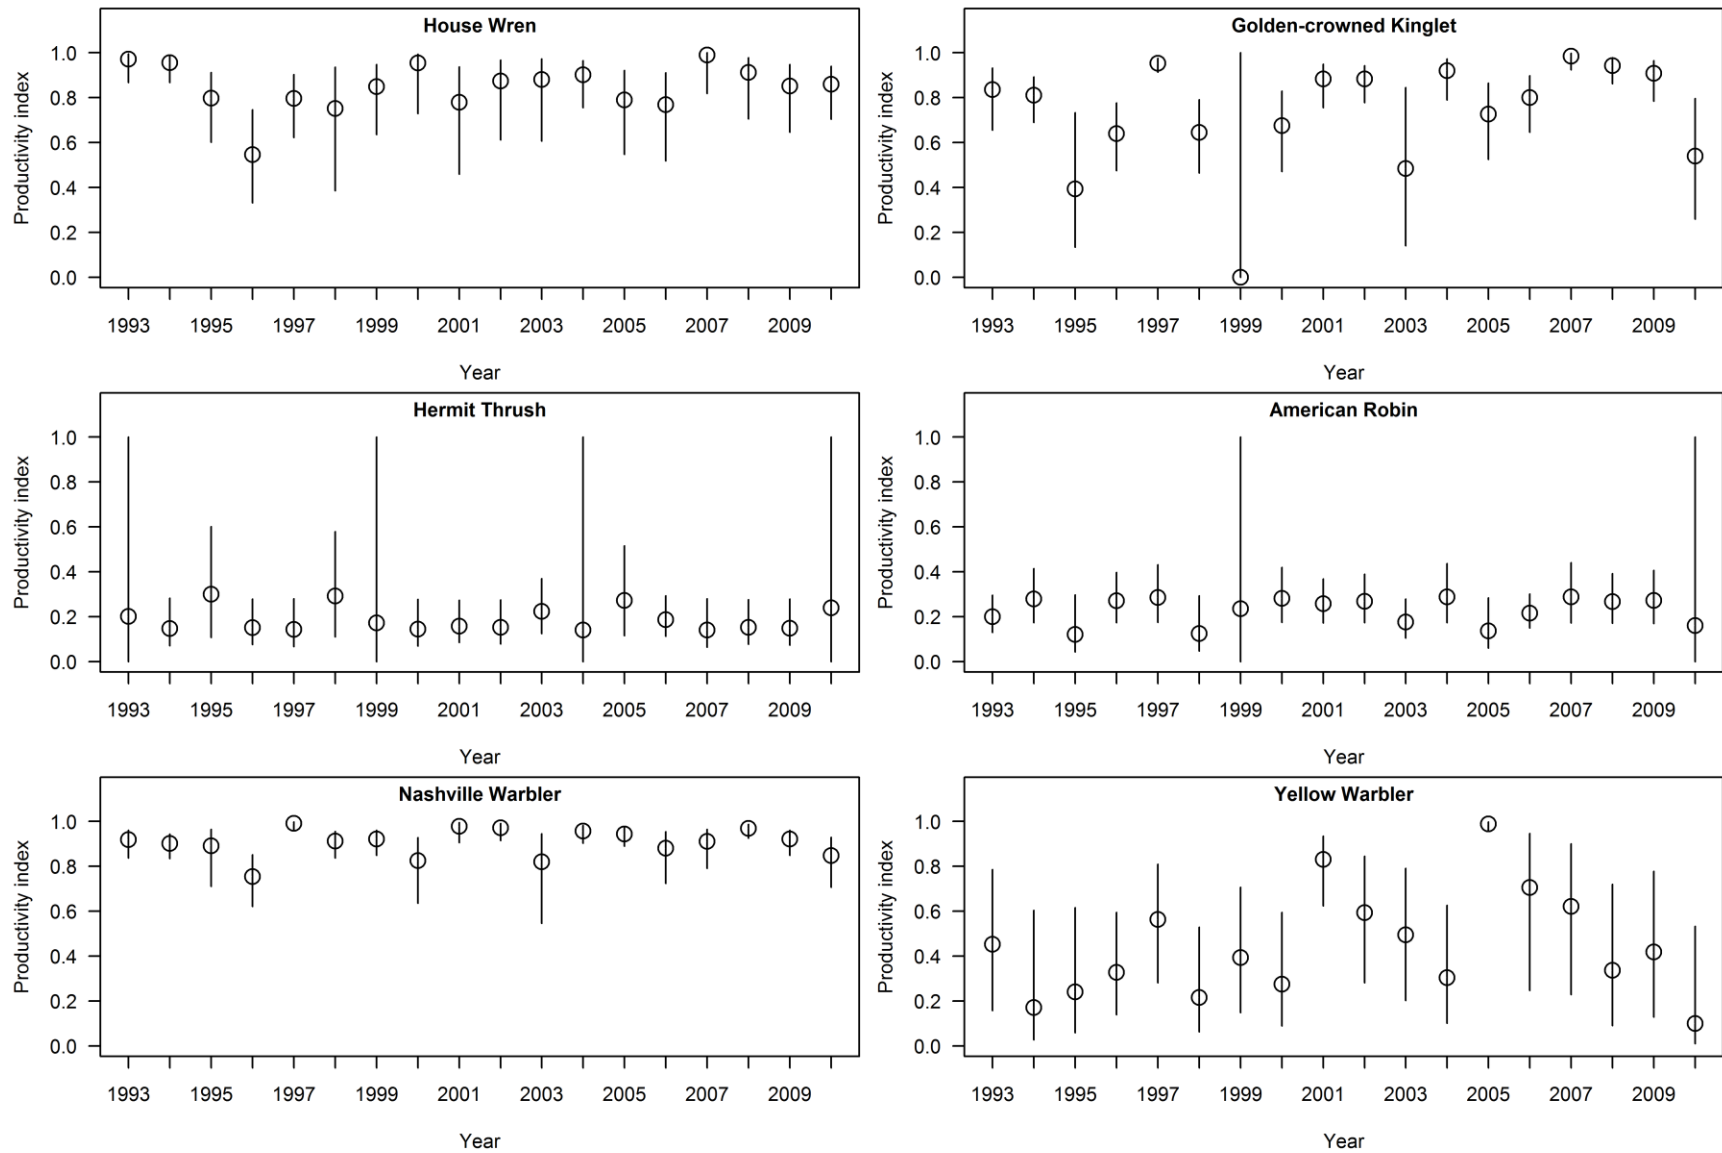 House Wren
Productivity index
1.0
0.8
0.6
0.4
0.2
0.0
1993 1995 1997 1999 2001 2003 2005 2007 2009
Year
Golden-crowned Kinglet
Productivity index
1.0
0.8
0.6
0.4
0.2
0.0
1993 1995 1997 1999 2001 2003 2005 2007 2009
Year
Hermit Thrush
Productivity index
1.0
0.8
0.6
0.4
0.2
0.0
1993 1995 1997 1999 2001 2003 2005 2007 2009
Year
American Robin
Productivity index
1.0
0.8
0.6
0.4
0.2
0.0
1993 1995 1997 1999 2001 2003 2005 2007 2009
Year
Nashville Warbler
Productivity index
1.0
0.8
0.6
0.4
0.2
0.0
1993 1995 1997 1999 2001 2003 2005 2007 2009
Year
Yellow Warbler
Productivity index
1.0
0.8
0.6
0.4
0.2
0.0
1993 1995 1997 1999 2001 2003 2005 2007 2009
Year